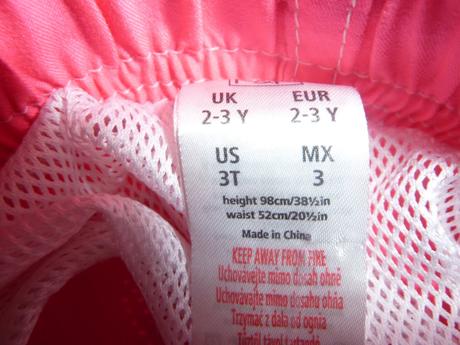 UK EUR
2-3 Y 2-3 Y
US MX
3T 3
height 98cm/38½in
waist 52cm/20½in
Made in China
KEEP AWAY FROM FIRE
Uchovávejte mimo dosah ohně
Uchovávajte mimo dosahu ohňa
Trzymać z dala od ognia